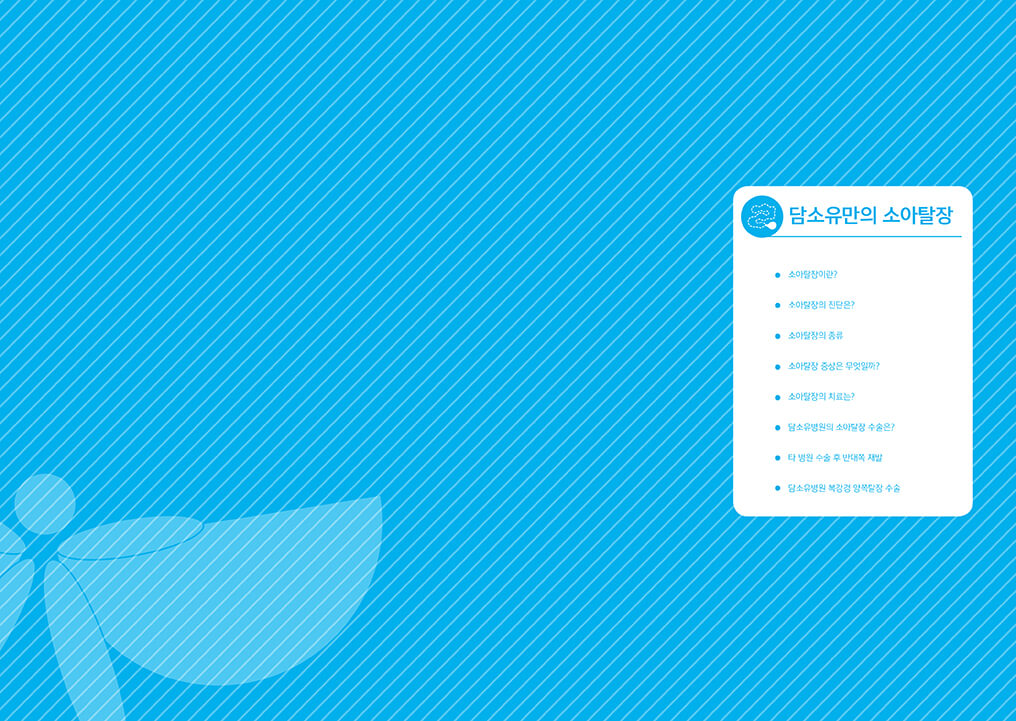 담소유만의 소아탈장
소아탈장이란?
소아탈장의 진단은?
소아탈장의 종류
소아탈장 증상은 무엇일까?
소아탈장의 치료는?
담소유병원의 소아탈장 수술은?
타 병원 수술 후 반대쪽 재발
담소유병원 복강경 양쪽탈장 수술